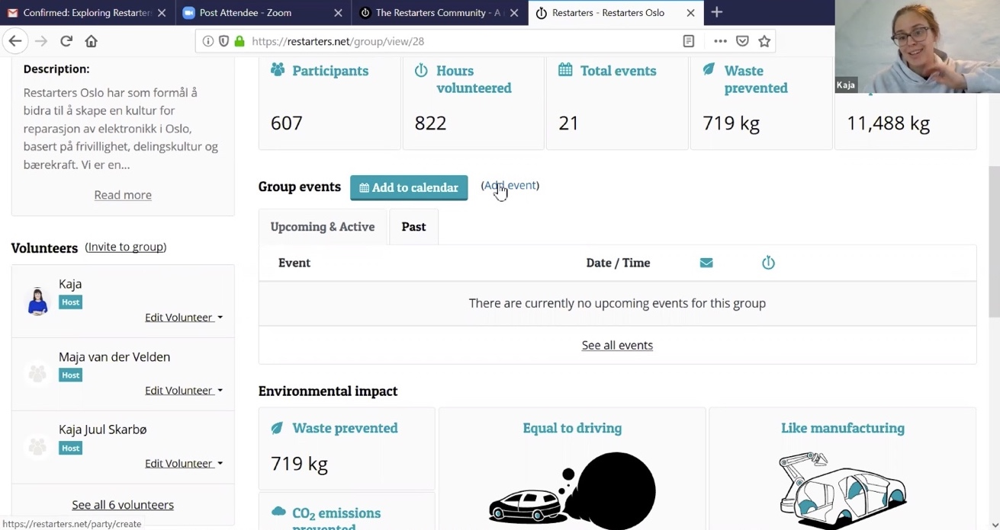 Confirmed: Exploring Restarter
Post Attendee - Zoom
The Restarters Community - A
Restarters - Restarters Oslo
https://restarters.net/group/view/28
Kaja
Description:
Restarters Oslo har som formål å
bidra til å skape en kultur for
reparasjon av elektronikk i Oslo,
basert på frivillighet, delingskultur og
bærekraft. Vi er en...
Read more
Participants
607
Hours
volunteered
822
Total events
21
Waste
prevented
719 kg
11,488 kg
Group events
Add to calendar
(Add event)
Upcoming & Active
Past
Event
Date / Time
There are currently no upcoming events for this group
See all events
Volunteers (Invite to group)
Kaja
Host
Edit Volunteer
Maja van der Velden
Host
Edit Volunteer
Kaja Juul Skarbø
Host
Edit Volunteer
See all 6 volunteers
Environmental impact
Waste prevented
719 kg
CO2 emissions
prevented
Equal to driving
Like manufacturing
https://restarters.net/party/create